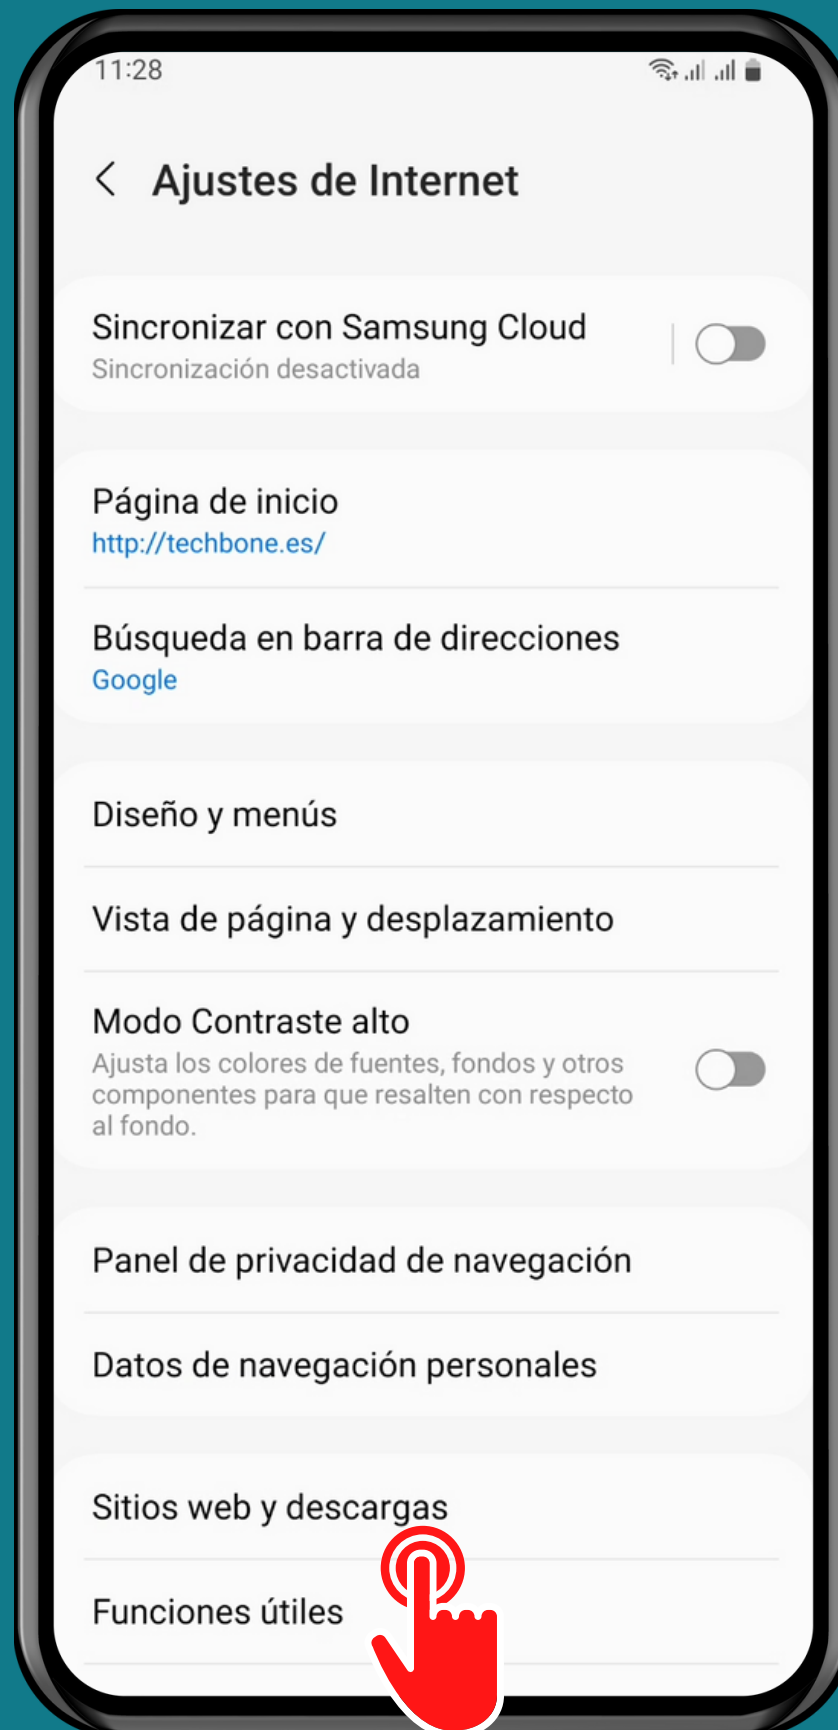 11:28
Ajustes de Internet
Sincronizar con Samsung Cloud
Sincronización desactivada
Página de inicio
http://techbone.es/
Búsqueda en barra de direcciones
Google
Diseño y menús
Vista de página y desplazamiento
Modo Contraste alto
Ajusta los colores de fuentes, fondos y otros
componentes para que resalten con respecto
al fondo.
Panel de privacidad de navegación
Datos de navegación personales
Sitios web y descargas
Funciones útiles